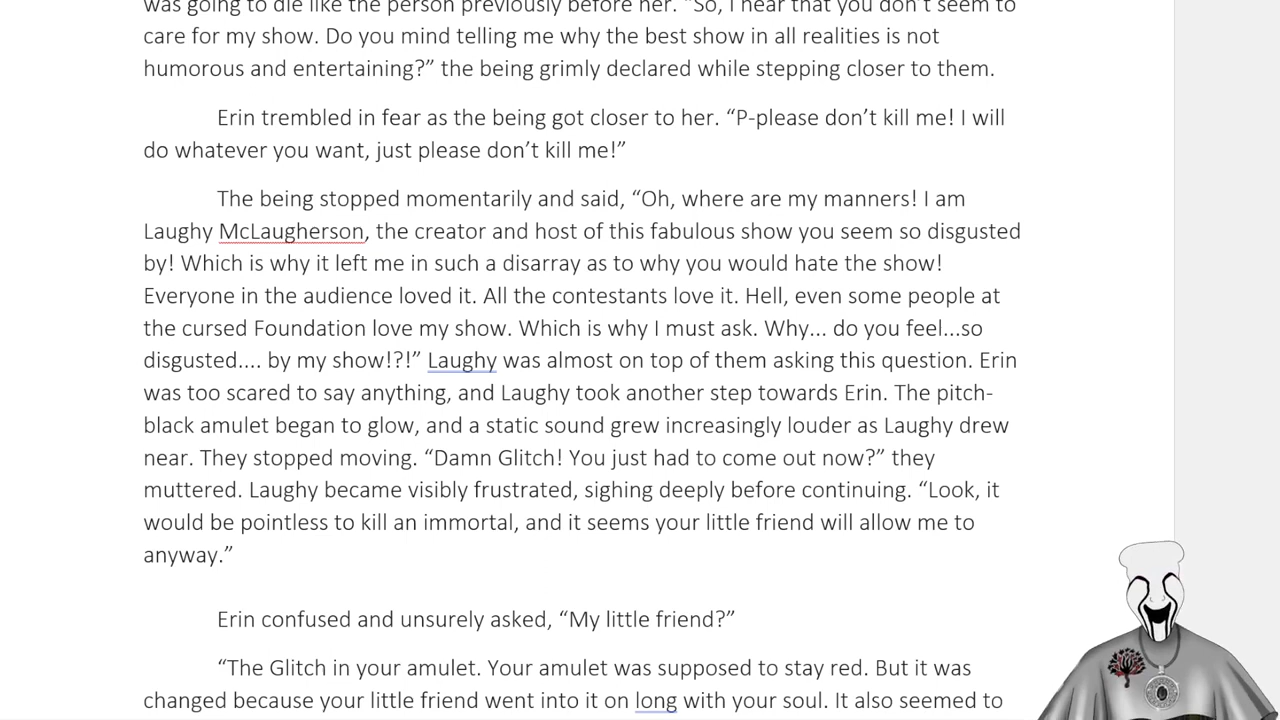 was going to die like the person previously before her. “So, I hear that you don’t seem to
care for my show. Do you mind telling me why the best show in all realities is not
humorous and entertaining?” the being grimly declared while stepping closer to them.
Erin trembled in fear as the being got closer to her. “P-please don’t kill me! I will
do whatever you want, just please don’t kill me!”
The being stopped momentarily and said, “Oh, where are my manners! I am
Laughy McLaugherson, the creator and host of this fabulous show you seem so disgusted
by! Which is why it left me in such a disarray as to why you would hate the show!
Everyone in the audience loved it. All the contestants love it. Hell, even some people at
the cursed Foundation love my show. Which is why I must ask. Why... do you feel...so
disgusted.... by my show!?!” Laughy was almost on top of them asking this question. Erin
was too scared to say anything, and Laughy took another step towards Erin. The pitch-
black amulet began to glow, and a static sound grew increasingly louder as Laughy drew
near. They stopped moving. “Damn Glitch! You just had to come out now?” they
muttered. Laughy became visibly frustrated, sighing deeply before continuing. “Look, it
would be pointless to kill an immortal, and it seems your little friend will allow me to
anyway.”
Erin confused and unsurely asked, “My little friend?”
“The Glitch in your amulet. Your amulet was supposed to stay red. But it was
changed because your little friend went into it on long with your soul. It also seemed to